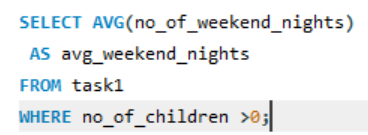 SELECT AVG(no_of_weekend_nights)
AS avg_weekend_nights
FROM task1
WHERE no_of_children >0;